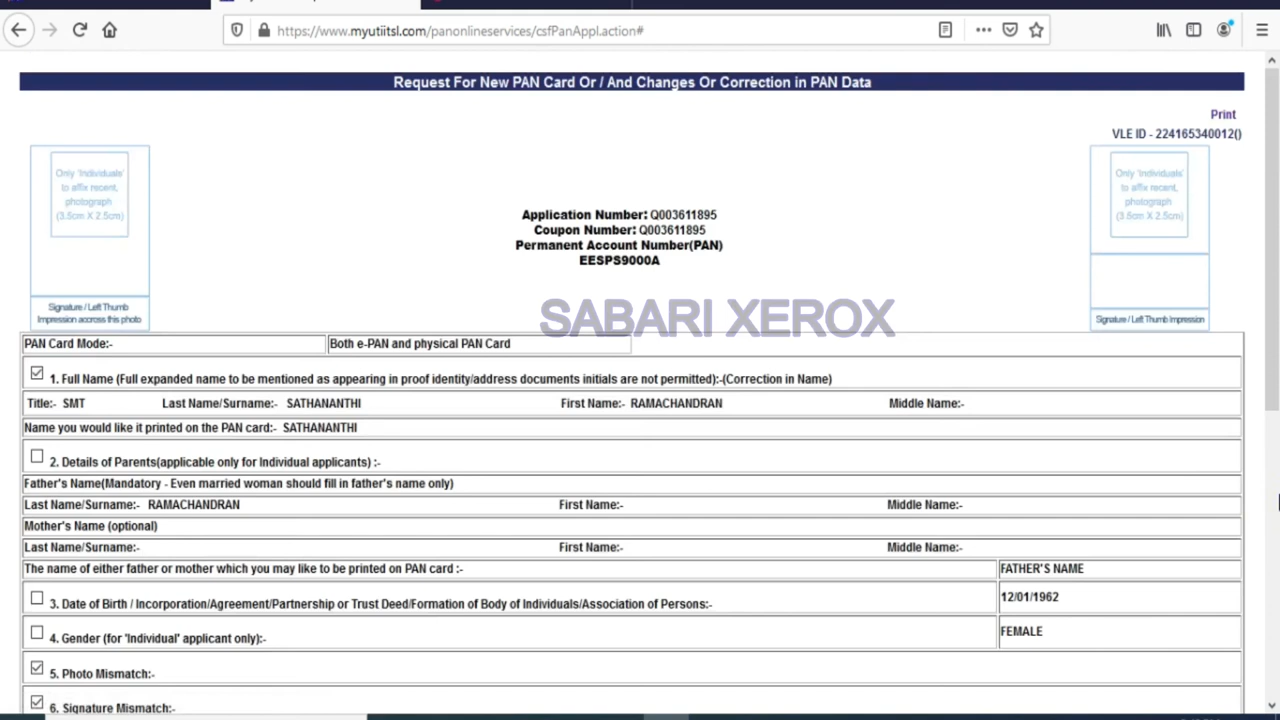 https://www.myutiitsl.com/panonlineservices/csfPanAppl.action#
Request For New PAN Card Or / And Changes Or Correction in PAN Data
Print
VLE ID - 224165340012()
Only 'Individuals'
to affix recent,
photograph
(3.5cm X 2.5cm)
Signature / Left Thumb
Impression accross this photo
Application Number: Q003611895
Coupon Number: Q003611895
Permanent Account Number(PAN)
EESPS9000A
Only 'Individuals'
to affix recent,
photograph
(3.5cm X 2.5cm)
Signature / Left Thumb Impression
SABARI XEROX
PAN Card Mode:- Both e-PAN and physical PAN Card
1. Full Name (Full expanded name to be mentioned as appearing in proof identity/address documents initials are not permitted):-(Correction in Name)
Title:- SMT Last Name/Surname:- SATHANANTHI First Name:- RAMACHANDRAN Middle Name:-
Name you would like it printed on the PAN card:- SATHANANTHI
2. Details of Parents(applicable only for Individual applicants) :-
Father's Name(Mandatory - Even married woman should fill in father's name only)
Last Name/Surname:- RAMACHANDRAN First Name:- Middle Name:-
Mother's Name (optional)
Last Name/Surname:- First Name:- Middle Name:-
The name of either father or mother which you may like to be printed on PAN card :- FATHER'S NAME
3. Date of Birth / Incorporation/Agreement/Partnership or Trust Deed/Formation of Body of Individuals/Association of Persons:- 12/01/1962
4. Gender (for 'Individual' applicant only):- FEMALE
5. Photo Mismatch:-
6. Signature Mismatch:-